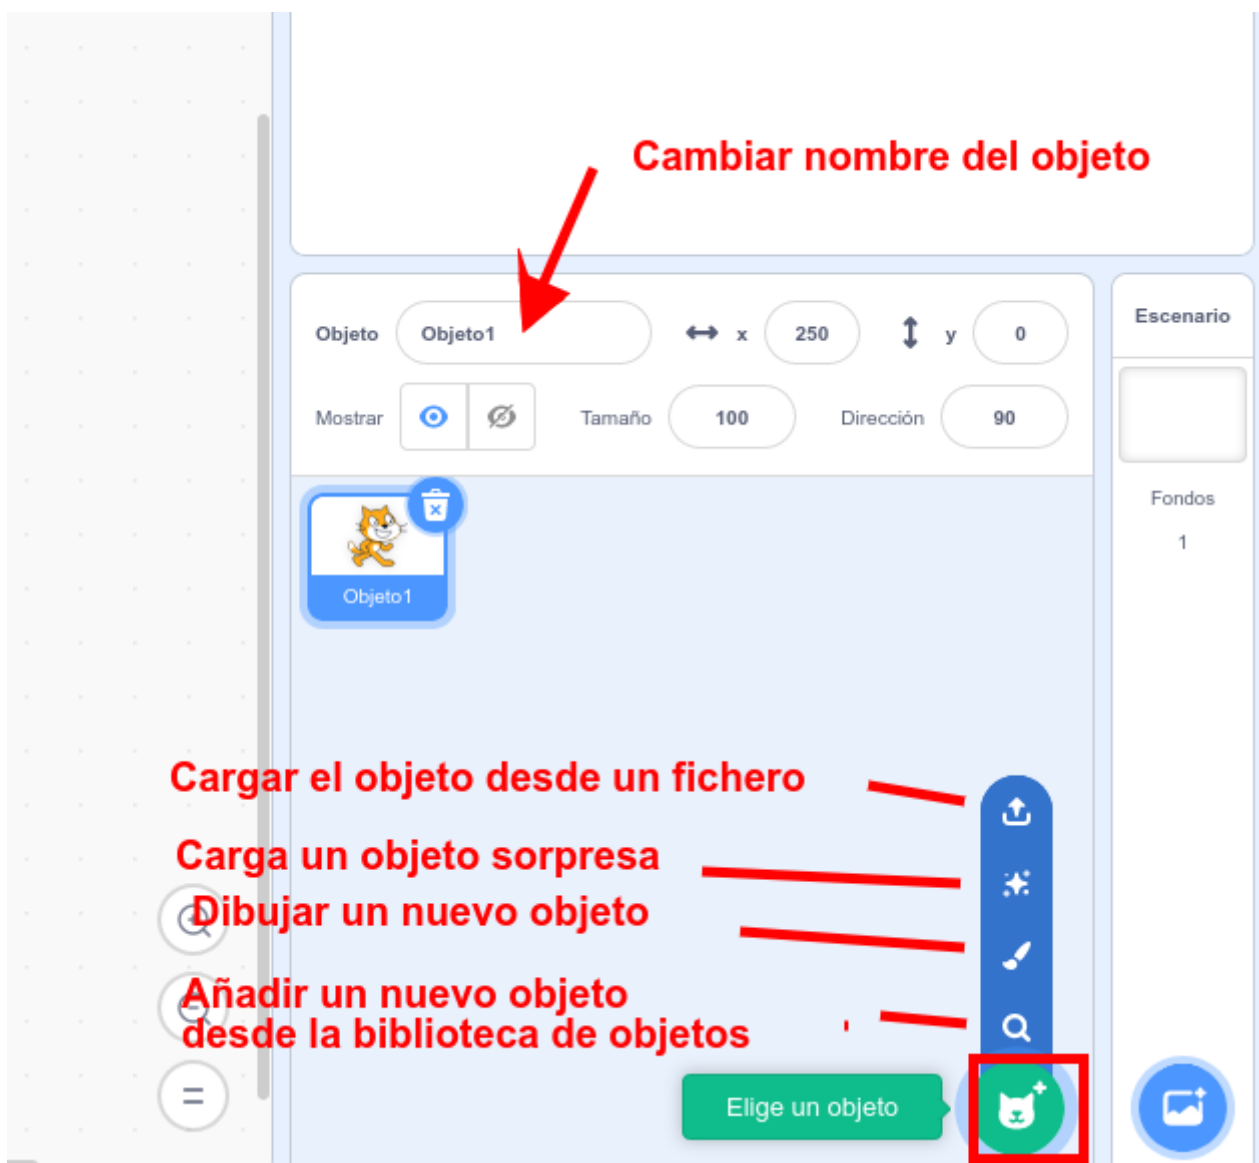 Cambiar nombre del objeto
Objeto Objeto1 x 250 y 0
Escenario
Mostrar Tamaño 100 Dirección 90
Fondos
1
Objeto1
Cargar el objeto desde un fichero
Carga un objeto sorpresa
Dibujar un nuevo objeto
Añadir un nuevo objeto
desde la biblioteca de objetos
Elige un objeto